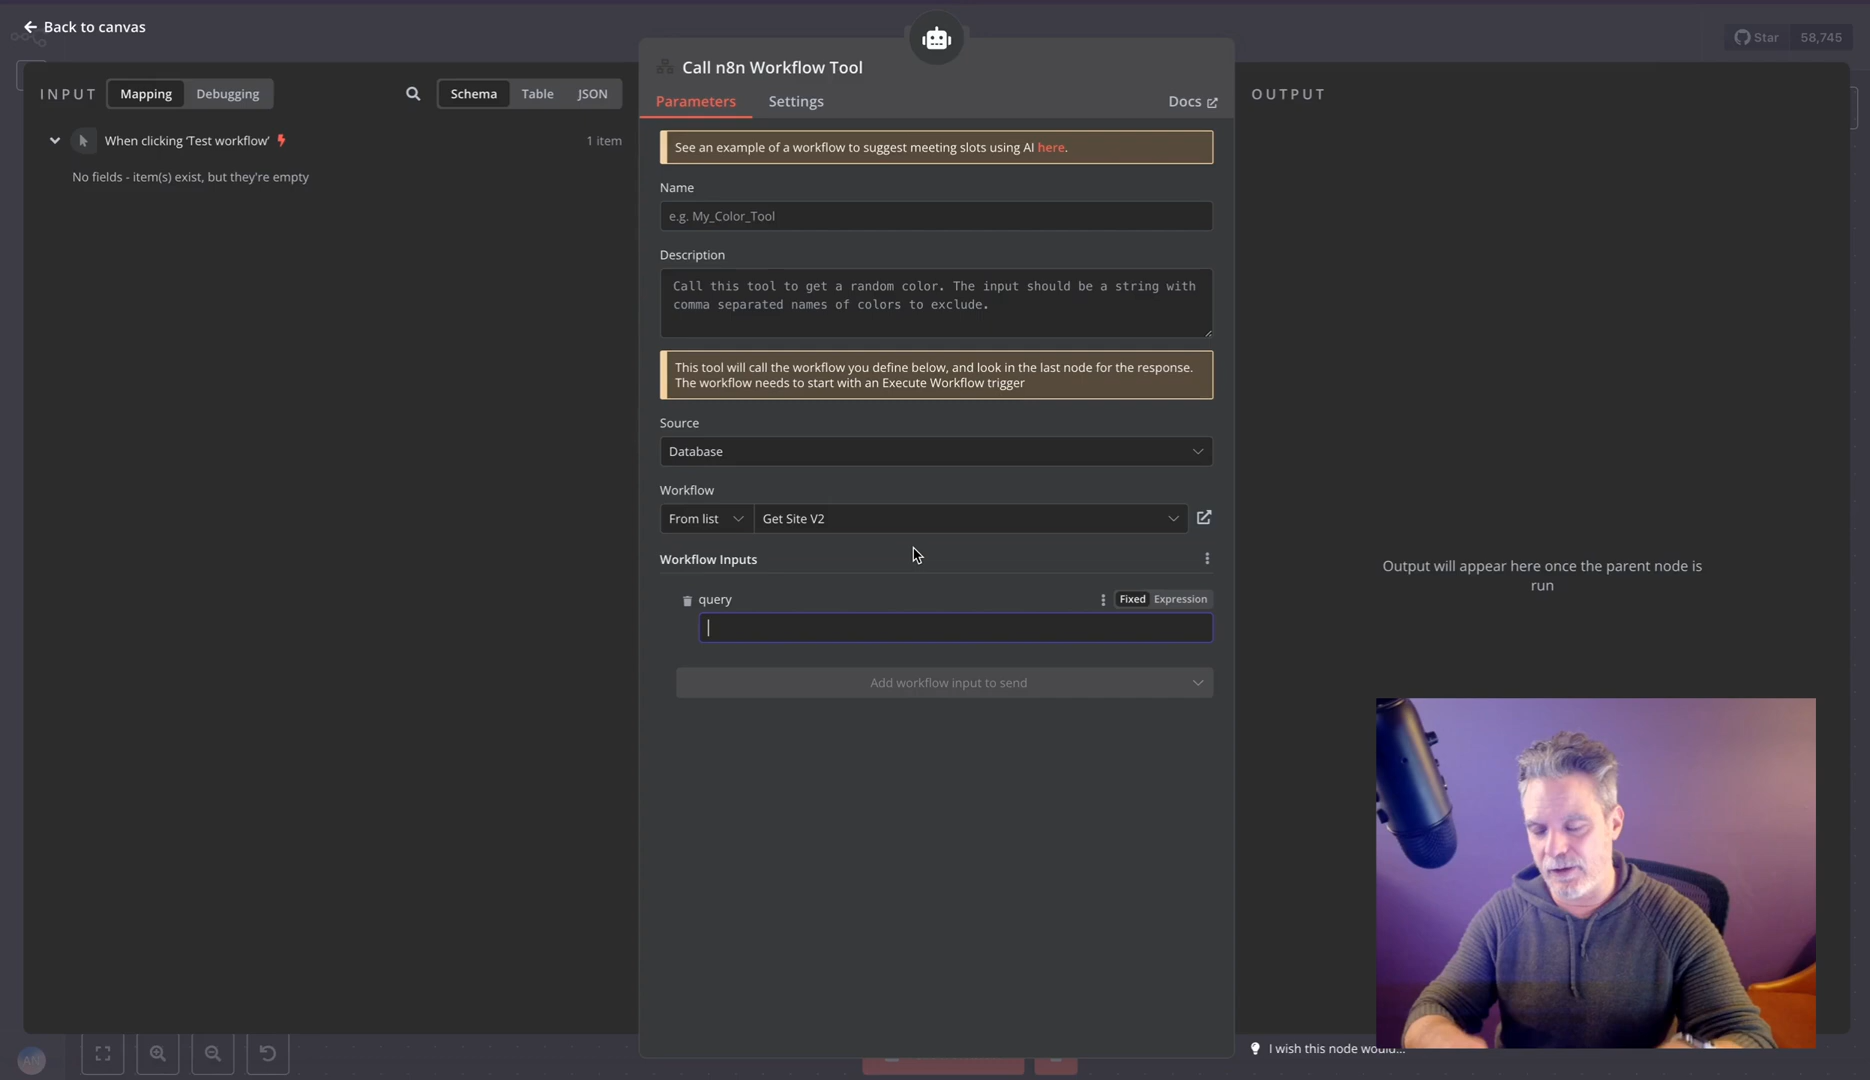 Back to canvas
Star 58,745
Call n8n Workflow Tool
INPUT Mapping Debugging Schema Table JSON
Parameters Settings Docs
OUTPUT
When clicking ‘Test workflow’ 1 item
No fields - item(s) exist, but they're empty
See an example of a workflow to suggest meeting slots using AI here.
Name
e.g. My_Color_Tool
Description
Call this tool to get a random color. The input should be a string with
comma separated names of colors to exclude.
This tool will call the workflow you define below, and look in the last node for the response.
The workflow needs to start with an Execute Workflow trigger
Source
Database
Workflow
From list Get Site V2
Workflow Inputs
query Fixed Expression
Add workflow input to send
Output will appear here once the parent node is
run
I wish this node would...
AN